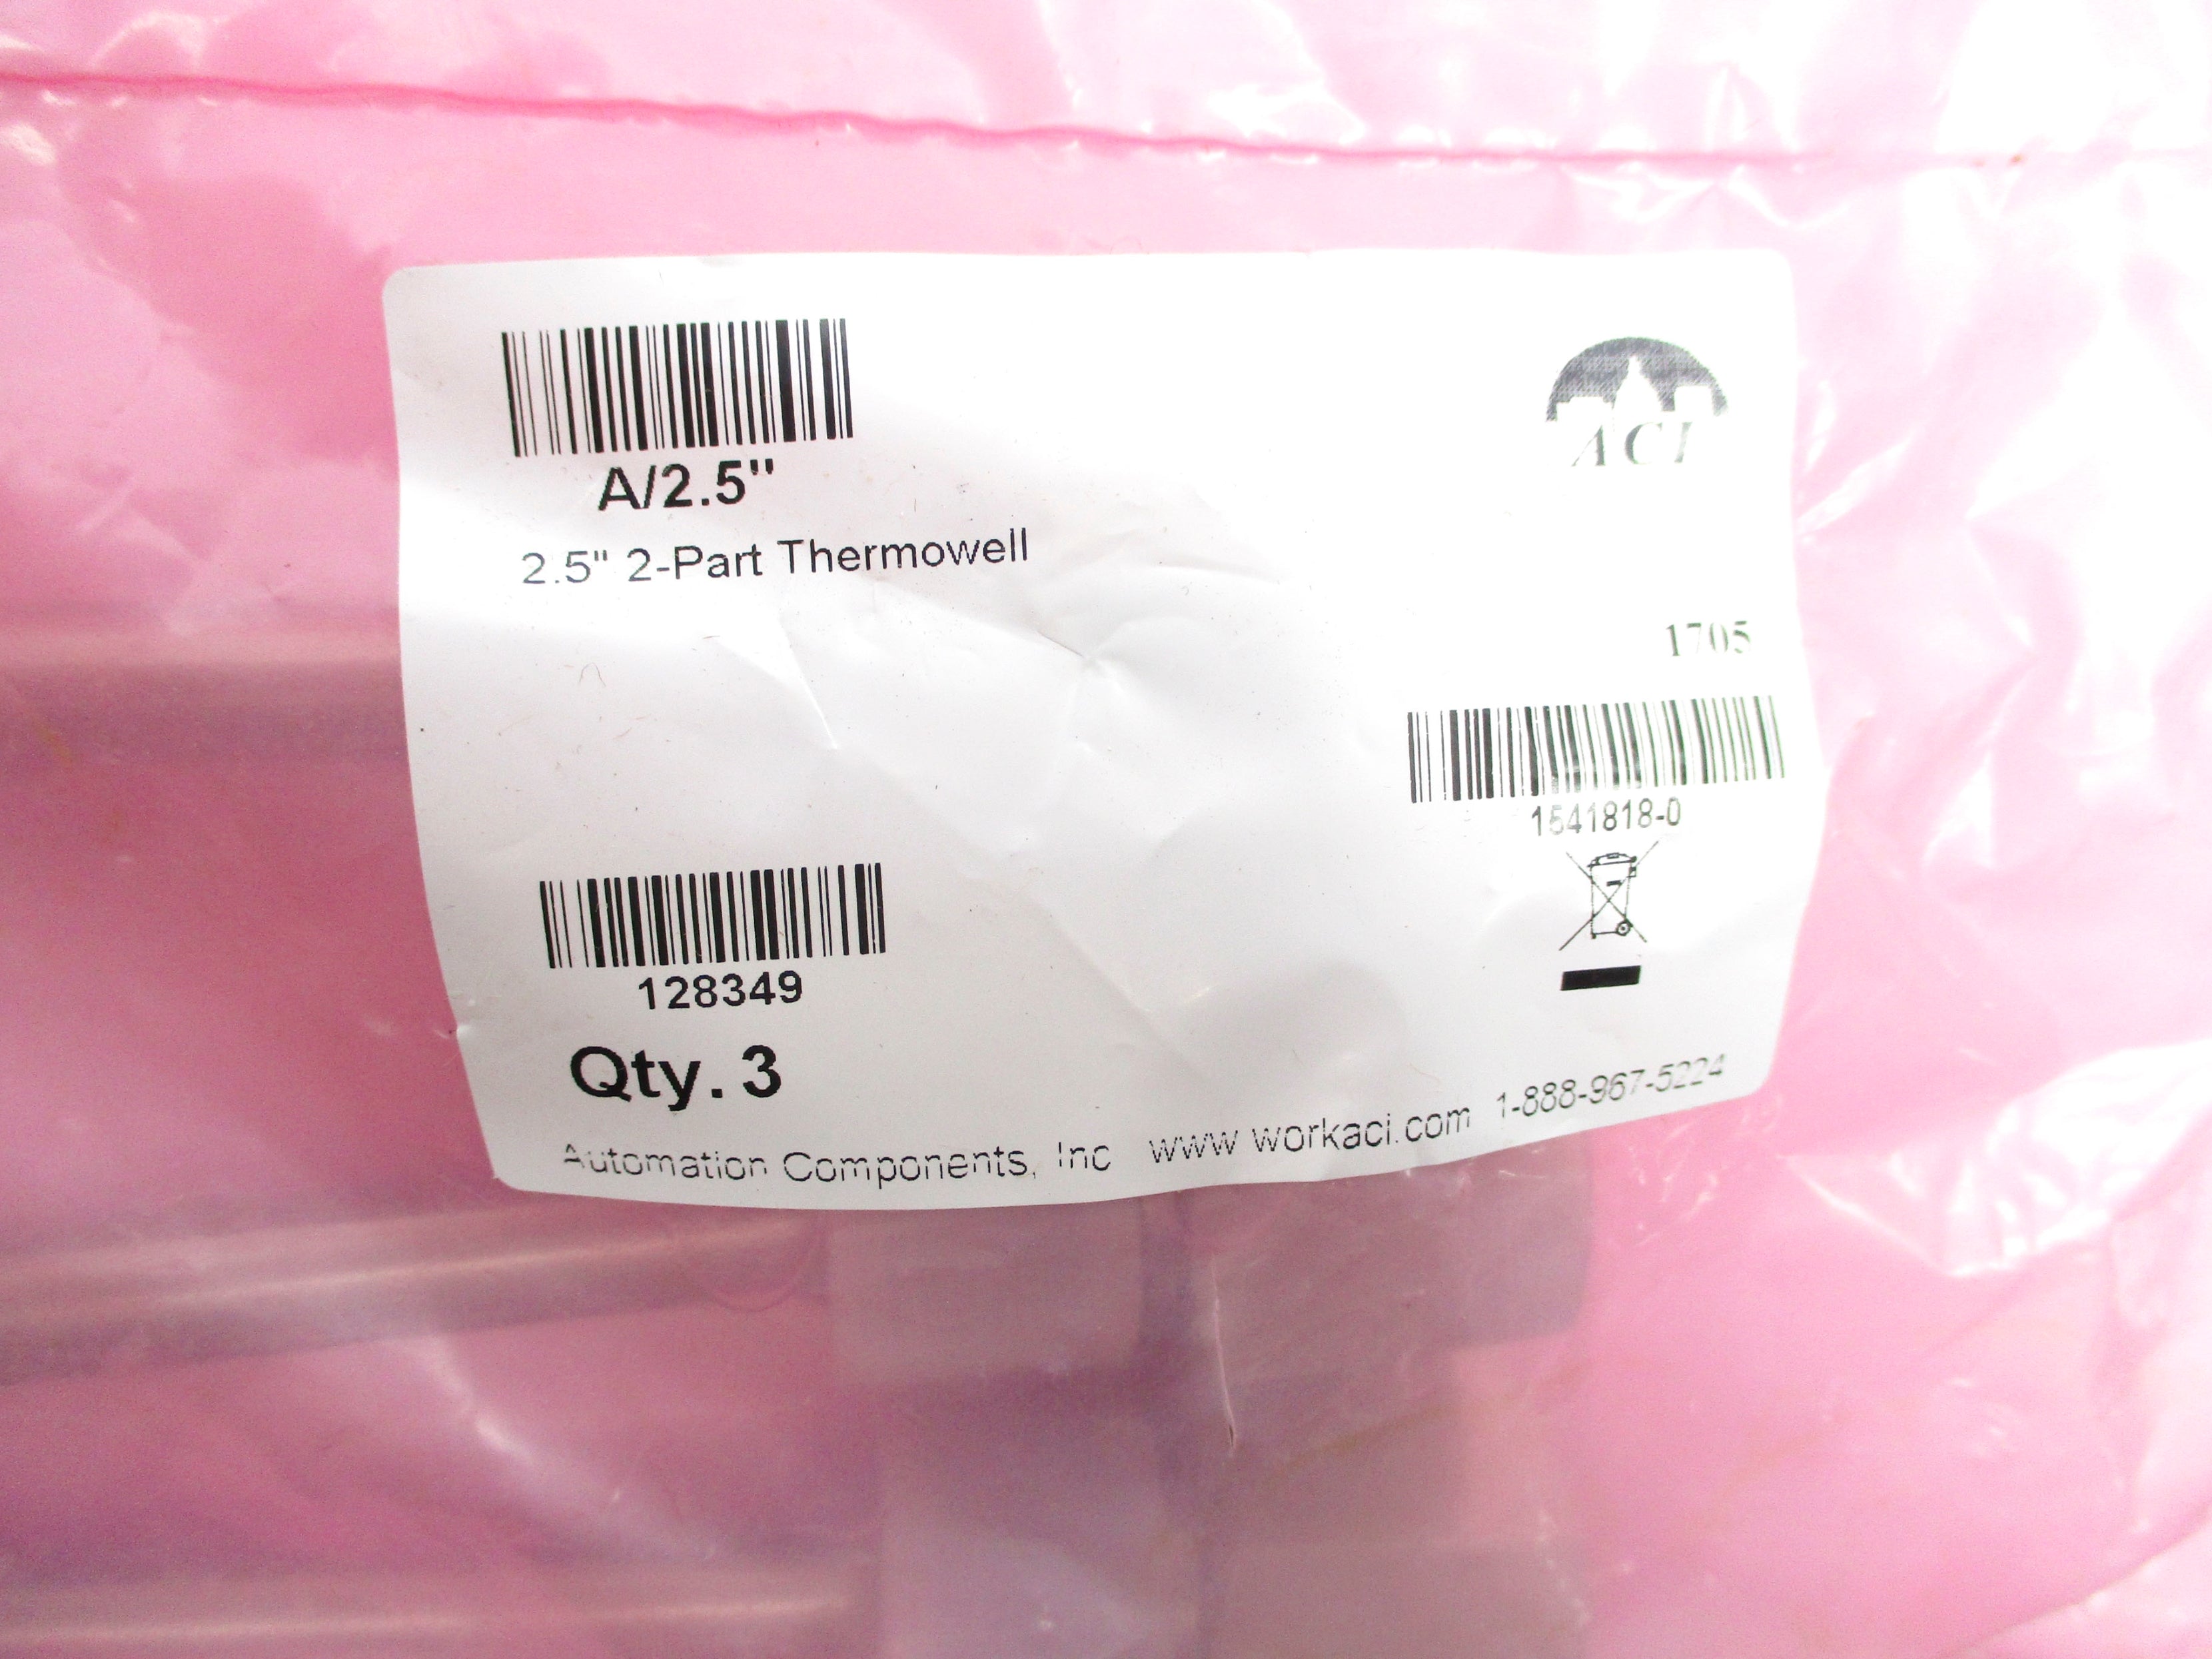 A/2.5"
2.5" 2-Part Thermowell
ACI
1705
1541818-0
128349
Qty. 3
Automation Components, Inc www.workaci.com 1-888-967-5224